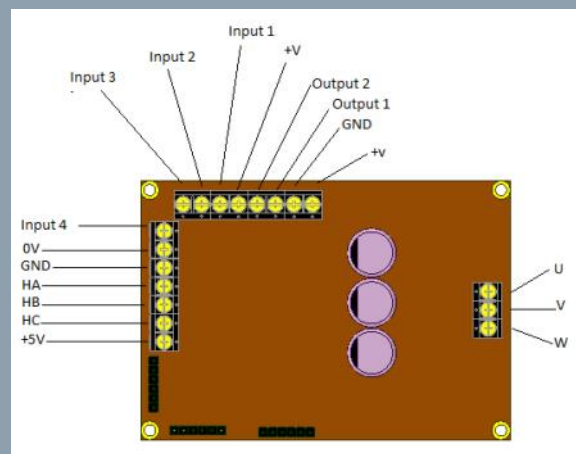 Input 1
Input 2
+V
Input 3
Output 2
Output 1
GND
+v
Input 4
0V
GND
HA
HB
HC
+5V
U
V
W